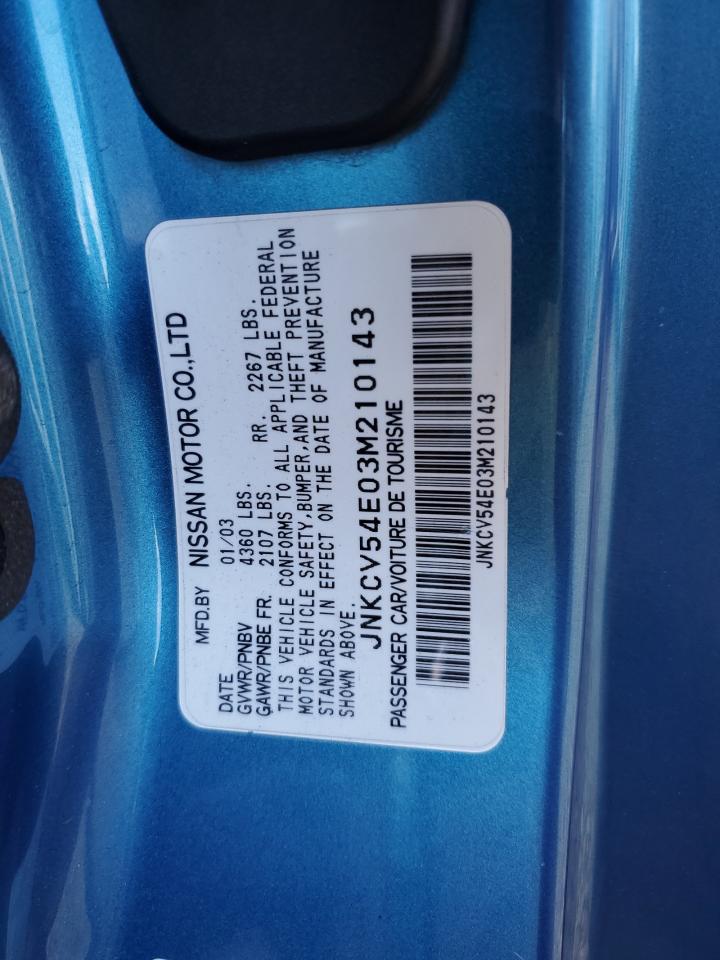 MFD.BY NISSAN MOTOR CO.,LTD
DATE 01/03
GVWR/PNBV 4360 LBS.
GAWR/PNBE FR. 2107 LBS. RR. 2267 LBS.
THIS VEHICLE CONFORMS TO ALL APPLICABLE FEDERAL
MOTOR VEHICLE SAFETY,BUMPER,AND THEFT PREVENTION
STANDARDS IN EFFECT ON THE DATE OF MANUFACTURE
SHOWN ABOVE.
JNKCV54E03M210143
PASSENGER CAR/VOITURE DE TOURISME
JNKCV54E03M210143